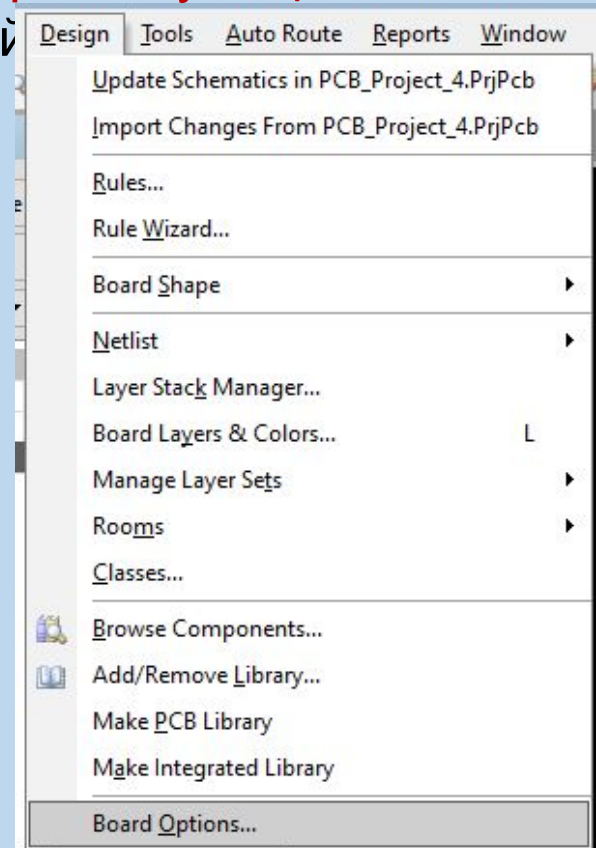 й
Design Tools Auto Route Reports Window
Update Schematics in PCB_Project_4.PrjPcb
Import Changes From PCB_Project_4.PrjPcb
Rules...
Rule Wizard...
Board Shape
Netlist
Layer Stack Manager...
Board Layers & Colors... L
Manage Layer Sets
Rooms
Classes...
Browse Components...
Add/Remove Library...
Make PCB Library
Make Integrated Library
Board Options...